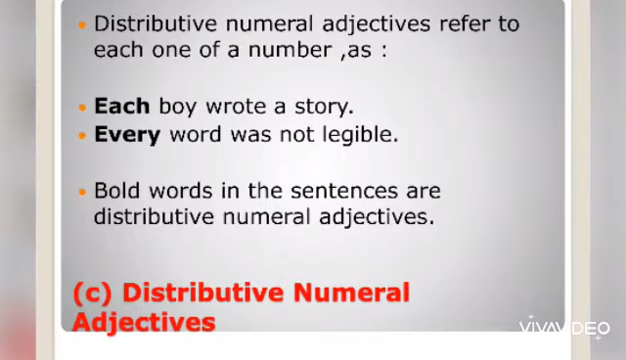 Distributive numeral adjectives refer to
each one of a number ,as :
Each boy wrote a story.
Every word was not legible.
Bold words in the sentences are
distributive numeral adjectives.
(c) Distributive Numeral
Adjectives
VIVAVIDEO